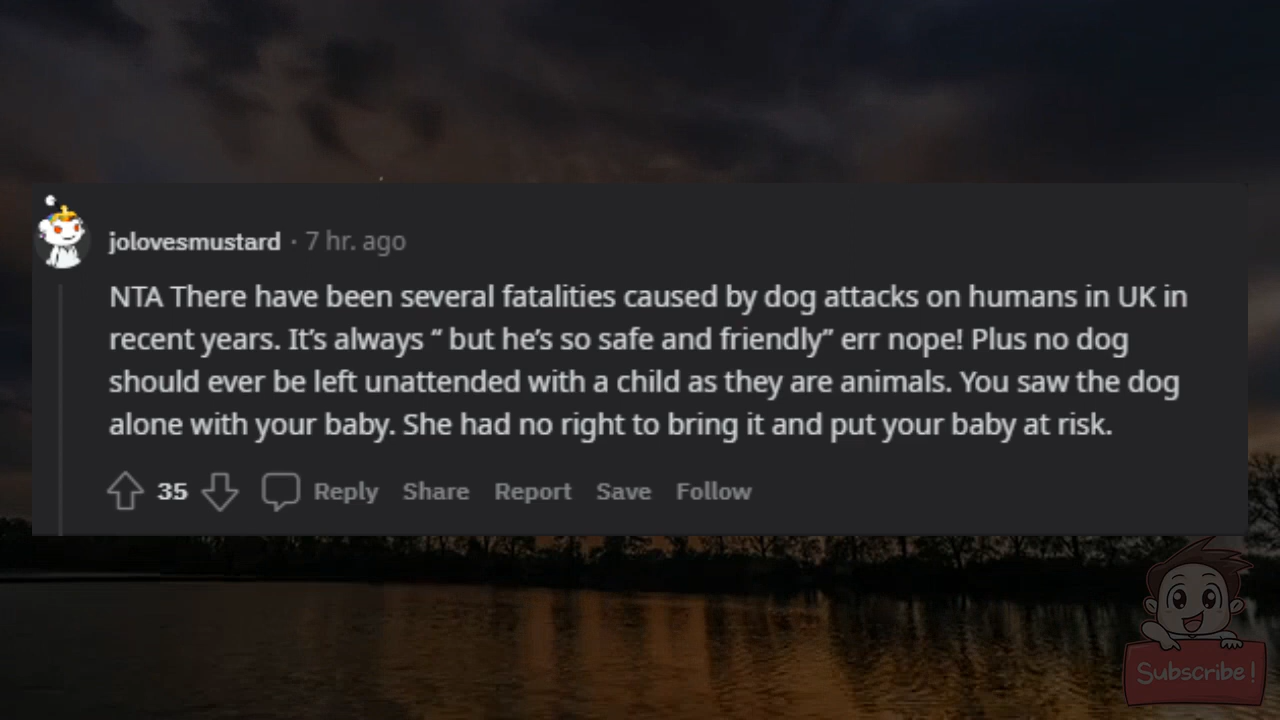 jolovesmustard · 7 hr. ago
NTA There have been several fatalities caused by dog attacks on humans in UK in
recent years. It’s always “ but he’s so safe and friendly” err nope! Plus no dog
should ever be left unattended with a child as they are animals. You saw the dog
alone with your baby. She had no right to bring it and put your baby at risk.
35 Reply Share Report Save Follow
Subscribe!